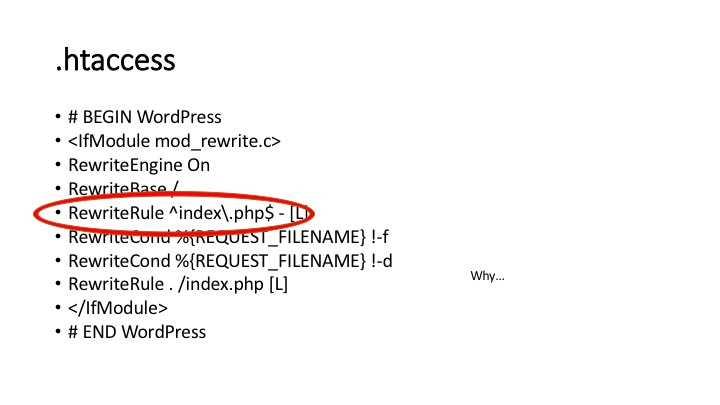 .htaccess
• # BEGIN WordPress
• <IfModule mod_rewrite.c>
• RewriteEngine On
• RewriteBase /
• RewriteRule ^index\.php$ - [L]
• RewriteCond %{REQUEST_FILENAME} !-f
• RewriteCond %{REQUEST_FILENAME} !-d
• RewriteRule . /index.php [L]
• </IfModule>
• # END WordPress
Why...